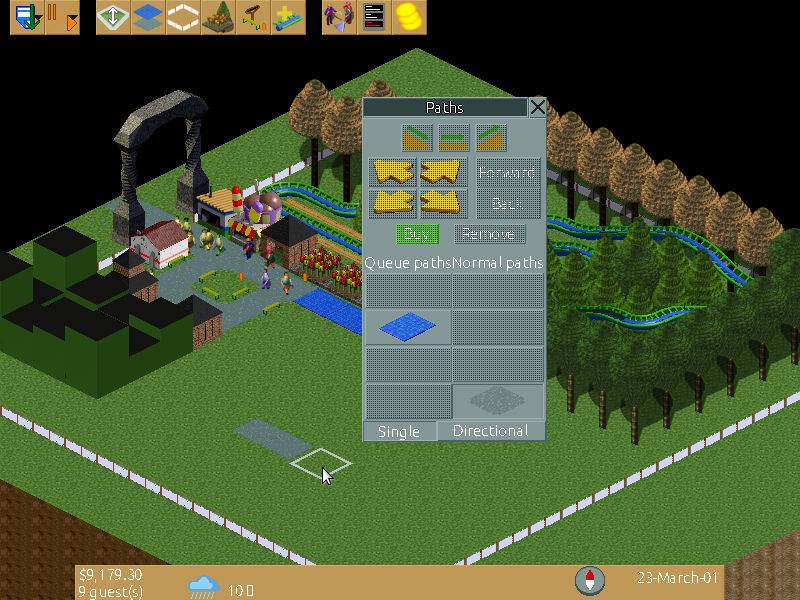 Paths
Forward
Back
Buy
Remove
Queue paths
Normal paths
Single
Directional
$9,179.30
9 guest(s)
10
23-March-01